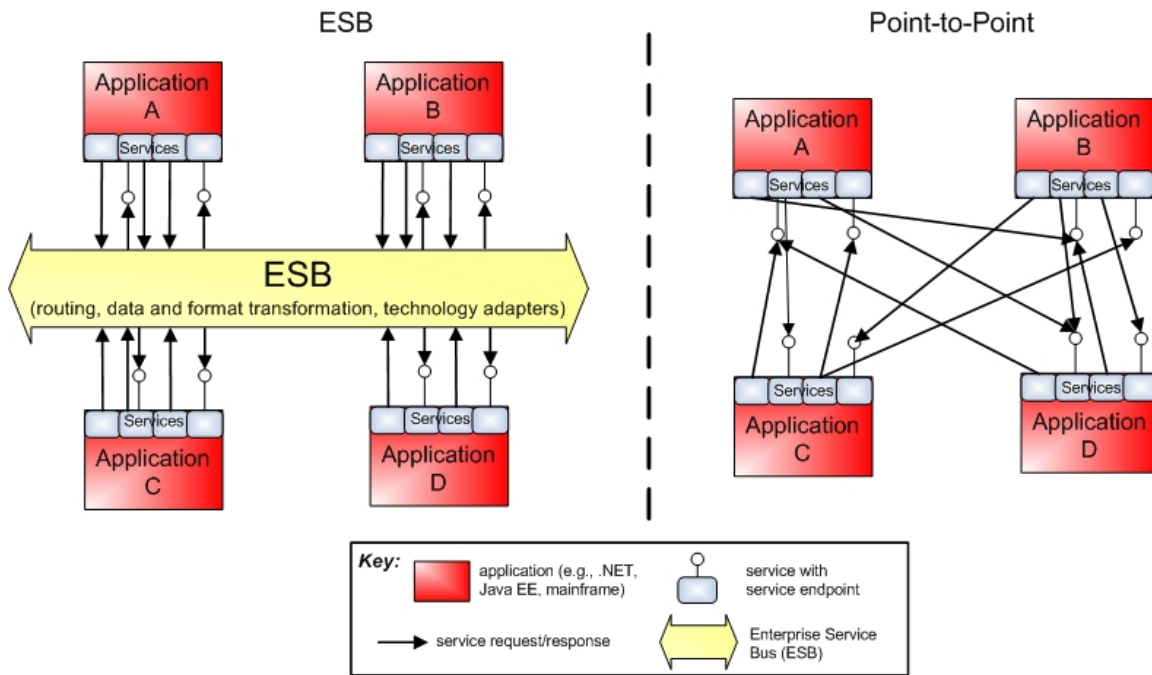 ESB
Point-to-Point
Application
A
Services
Application
B
Services
ESB
(routing, data and format transformation, technology adapters)
Services
Application
C
Services
Application
D
Application
A
Services
Application
B
Services
Services
Application
C
Services
Application
D
Key:
application (e.g., .NET,
Java EE, mainframe)
service with
service endpoint
service request/response
Enterprise Service
Bus (ESB)